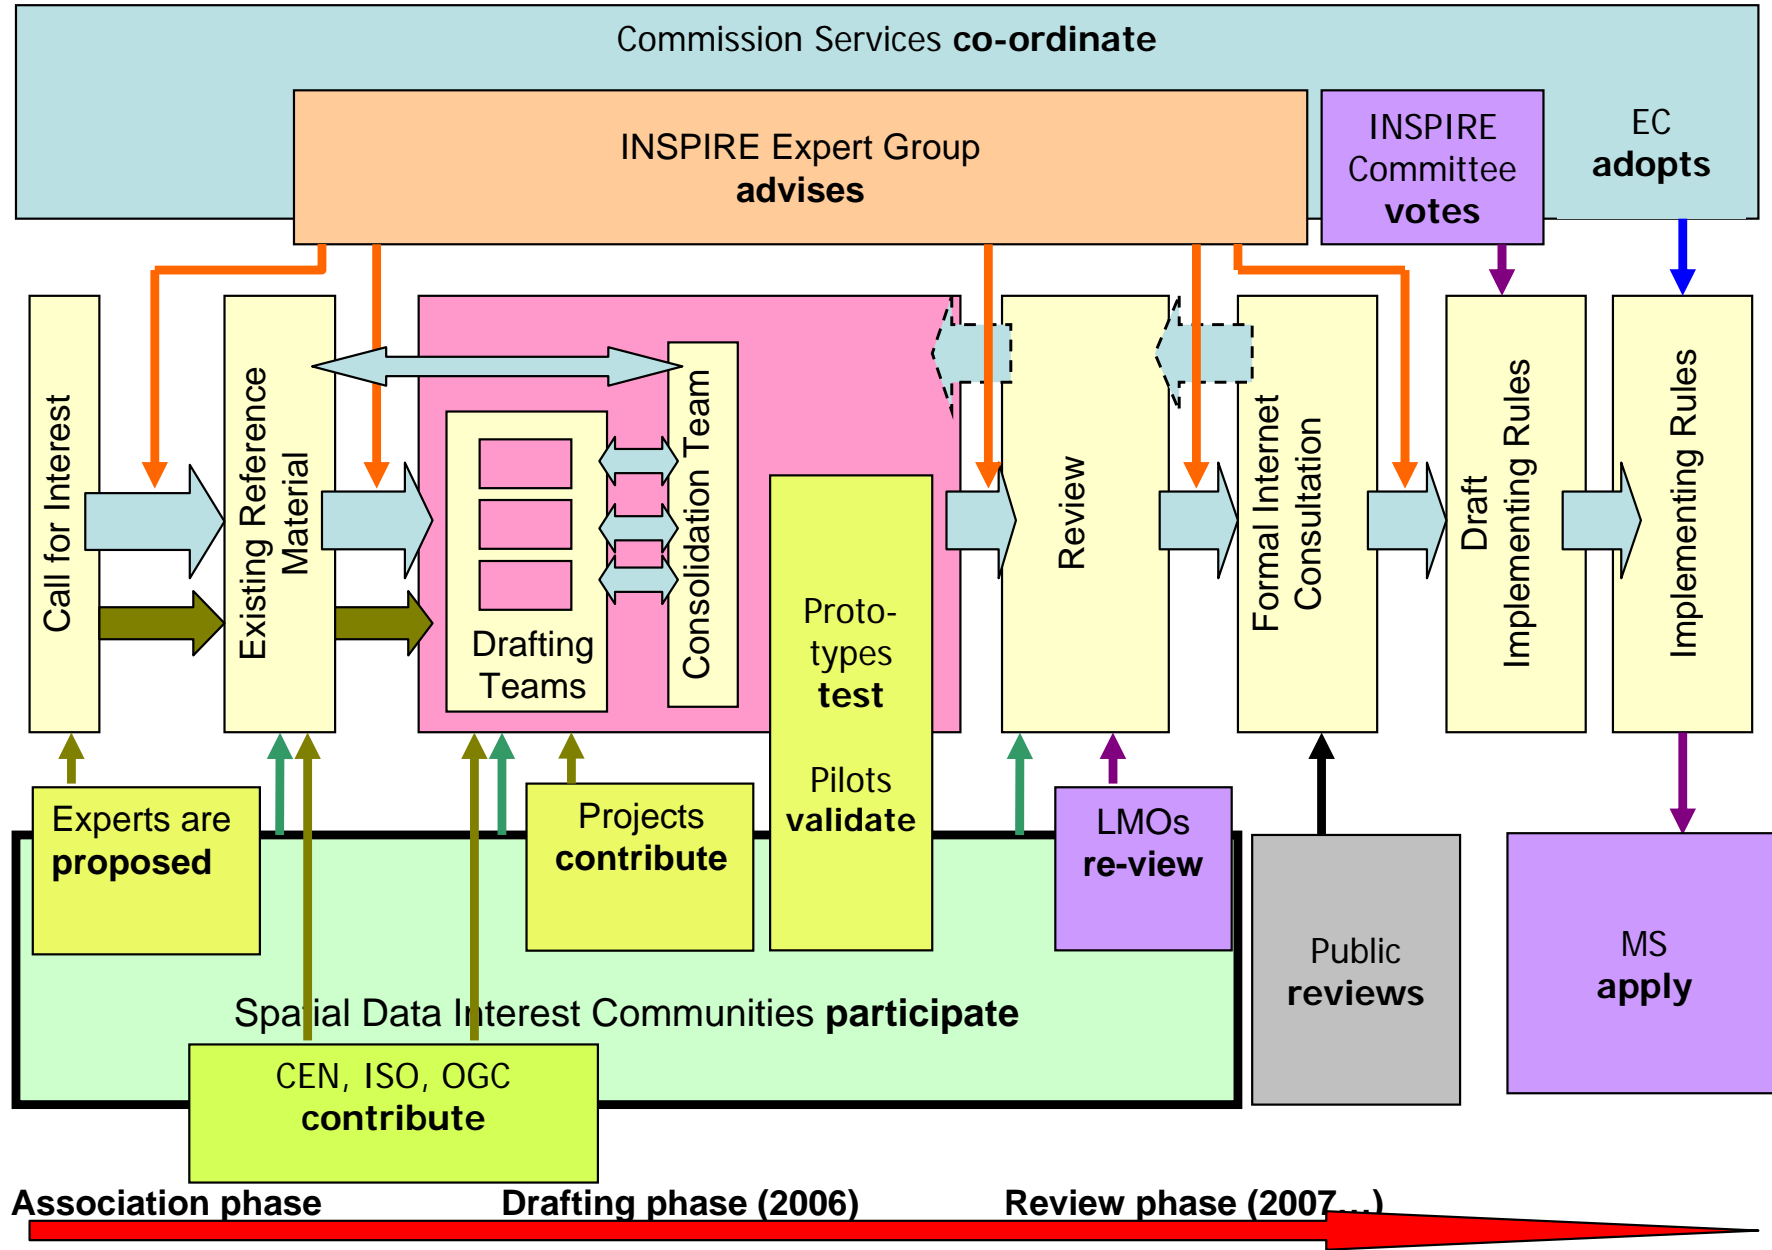 Commission Services co-ordinate
INSPIRE Expert Group
advises
INSPIRE
Committee
votes
EC
adopts
Call for Interest
Existing Reference
Material
Drafting
Teams
Consolidation Team
Proto-
types
test
Pilots
validate
Review
Formal Internet
Consultation
Draft
Implementing Rules
Implementing Rules
Experts are
proposed
Projects
contribute
LMOs
re-view
Public
reviews
MS
apply
Spatial Data Interest Communities participate
CEN, ISO, OGC
contribute
Association phase
Drafting phase (2006)
Review phase (2007...)